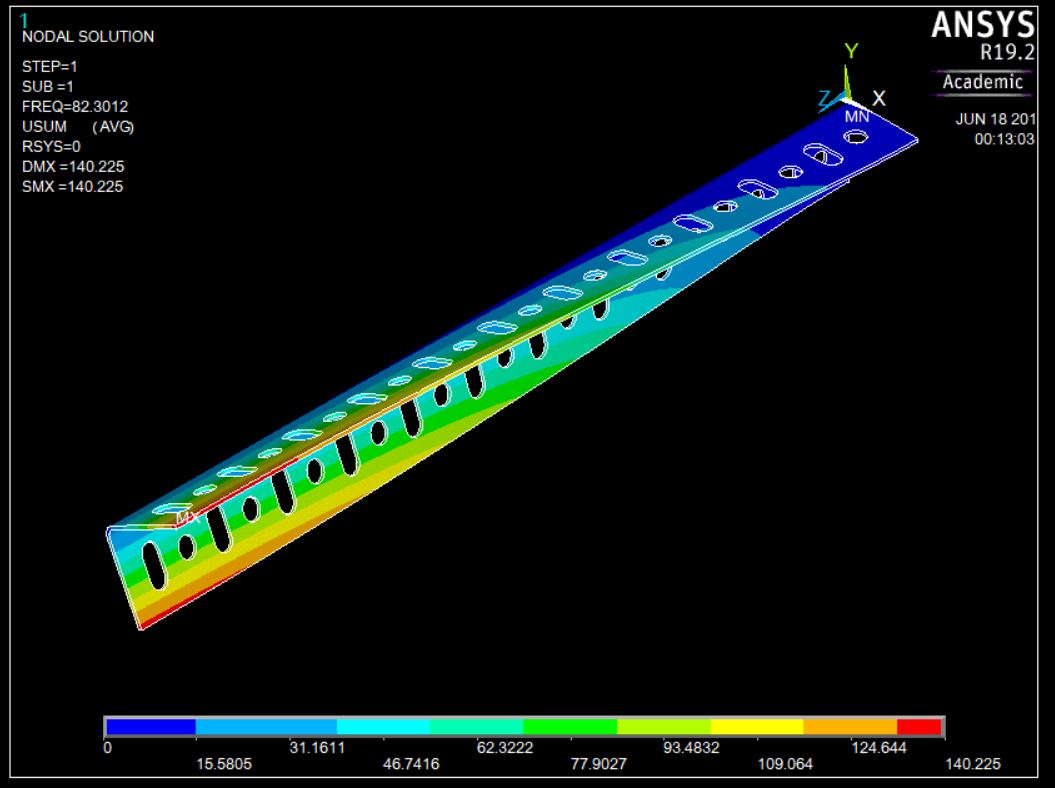 1
NODAL SOLUTION
STEP=1
SUB =1
FREQ=82.3012
USUM (AVG)
RSYS=0
DMX =140.225
SMX =140.225
ANSYS
R19.2
Academic
JUN 18 201
00:13:03
Y
Z X
MN
MX
0 31.1611 62.3222 93.4832 124.644
15.5805 46.7416 77.9027 109.064 140.225